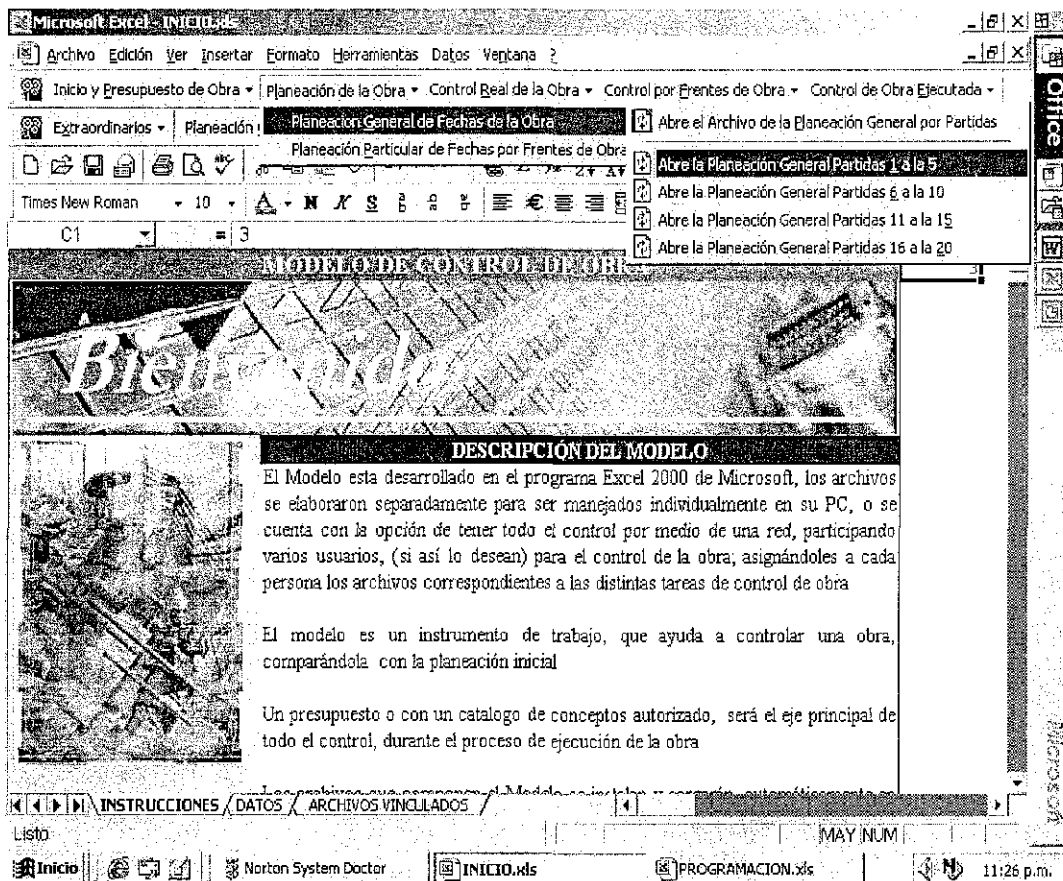 Microsoft Excel - INICIO.xls
Archivo Edición Ver Insertar Formato Herramientas Datos Ventana ?
Inicio y Presupuesto de Obra Planeación de la Obra Control Real de la Obra Control por Frentes de Obra Control de Obra Ejecutada
Extraordinarios Planeación
Planeación General de Fechas de la Obra
Planeación Particular de Fechas por Frentes de Obra
Abre el Archivo de la Planeación General por Partidas
Abre la Planeación General Partidas 1 a la 5
Abre la Planeación General Partidas 6 a la 10
Abre la Planeación General Partidas 11 a la 15
Abre la Planeación General Partidas 16 a la 20
Times New Roman 10 N K S
C1 = 3
MODELO DE CONTROL DE OBRA 3
Bienvenido
DESCRIPCIÓN DEL MODELO
El Modelo esta desarrollado en el programa Excel 2000 de Microsoft, los archivos
se elaboraron separadamente para ser manejados individualmente en su PC, o se
cuenta con la opción de tener todo el control por medio de una red, participando
varios usuarios, (si así lo desean) para el control de la obra; asignándoles a cada
persona los archivos correspondientes a las distintas tareas de control de obra
El modelo es un instrumento de trabajo, que ayuda a controlar una obra,
comparándola con la planeación inicial
Un presupuesto o con un catalogo de conceptos autorizado, será el eje principal de
todo el control, durante el proceso de ejecución de la obra
INSTRUCCIONES DATOS ARCHIVOS VINCULADOS
Listo MAY NUM
Inicio Norton System Doctor INICIO.xls PROGRAMACION.xls 11:26 p.m.
Office
Microsoft